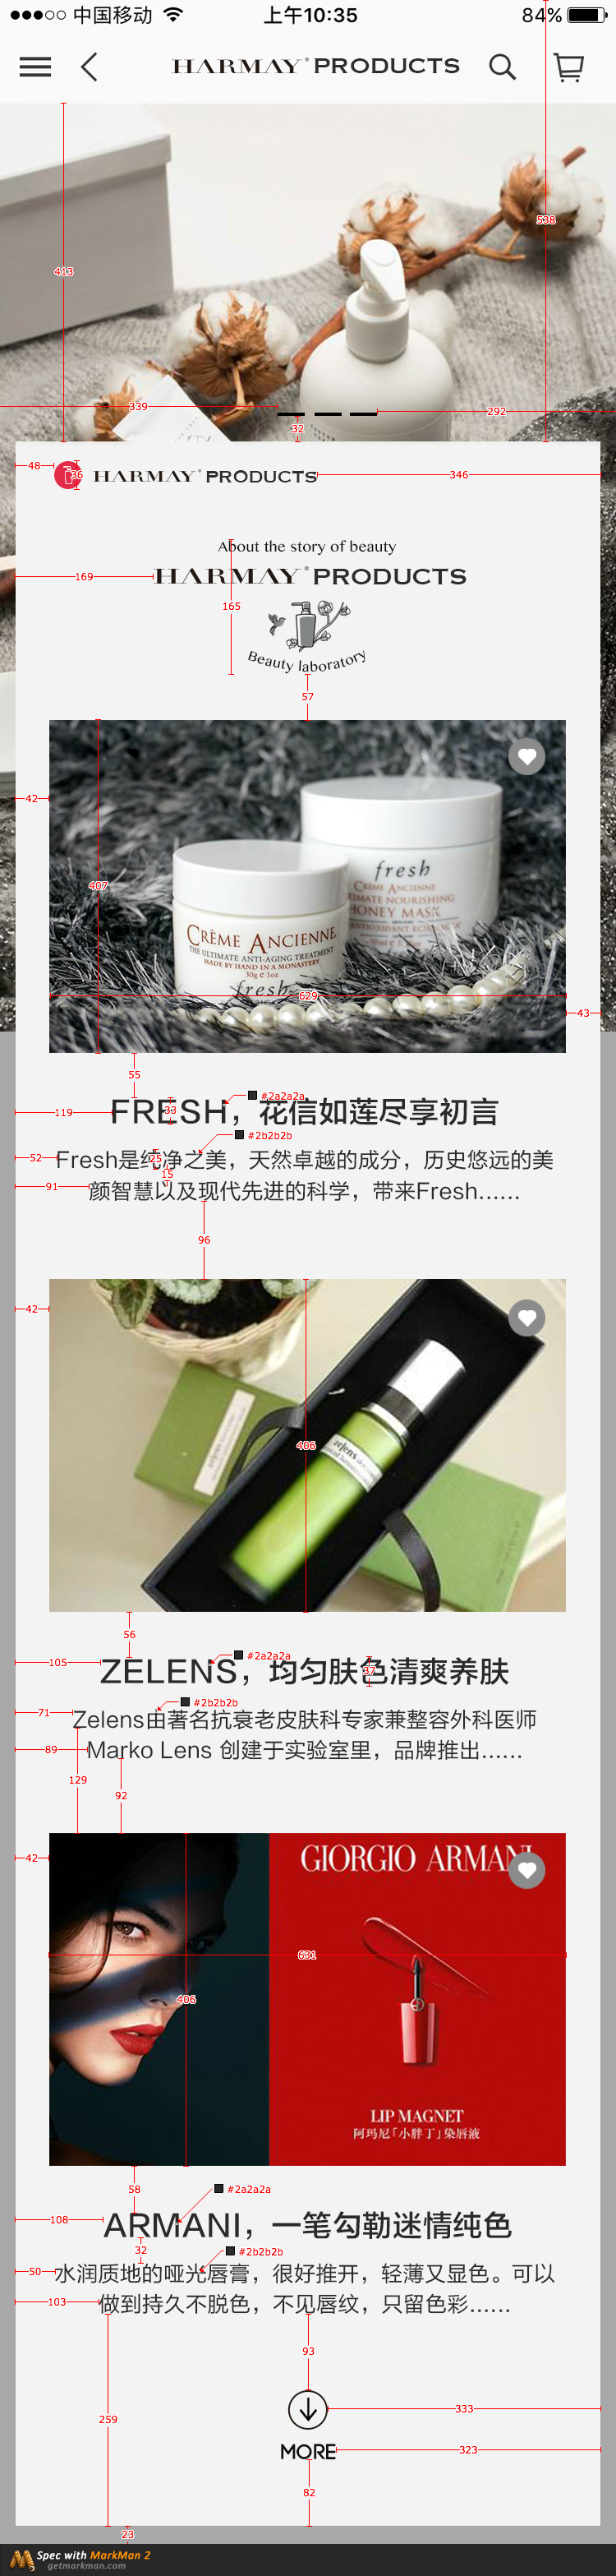 中国移动 上午10:35 84%
HARMAY® PRODUCTS
538
413
339
292
32
48
36
HARMAY® PRODUCTS
346
About the story of beauty
169
HARMAY® PRODUCTS
165
Beauty laboratory
57
42
fresh
CRÈME ANCIENNE
ULTIMATE NOURISHING
HONEY MASK
CRÈME ANCIENNE
THE ULTIMATE ANTI-AGING TREATMENT
MADE BY HAND IN A MONASTERY
30g e 1oz
fresh
407
629
43
55
#2a2a2a
119
33
FRESH，花信如莲尽享初言
#2b2b2b
52
25
Fresh是纯净之美，天然卓越的成分，历史悠远的美
15
91
颜智慧以及现代先进的科学，带来Fresh......
96
42
zelens
406
56
#2a2a2a
105
37
ZELENS，均匀肤色清爽养肤
#2b2b2b
71
Zelens由著名抗衰老皮肤科专家兼整容外科医师
89
Marko Lens 创建于实验室里，品牌推出......
129
92
42
GIORGIO ARMANI
631
406
LIP MAGNET
阿玛尼「小胖丁」染唇液
58
#2a2a2a
108
ARMANI，一笔勾勒迷情纯色
32
#2b2b2b
50
水润质地的哑光唇膏，很好推开，轻薄又显色。可以
103
做到持久不脱色，不见唇纹，只留色彩......
93
333
259
MORE
323
82
23
Spec with MarkMan 2
getmarkman.com